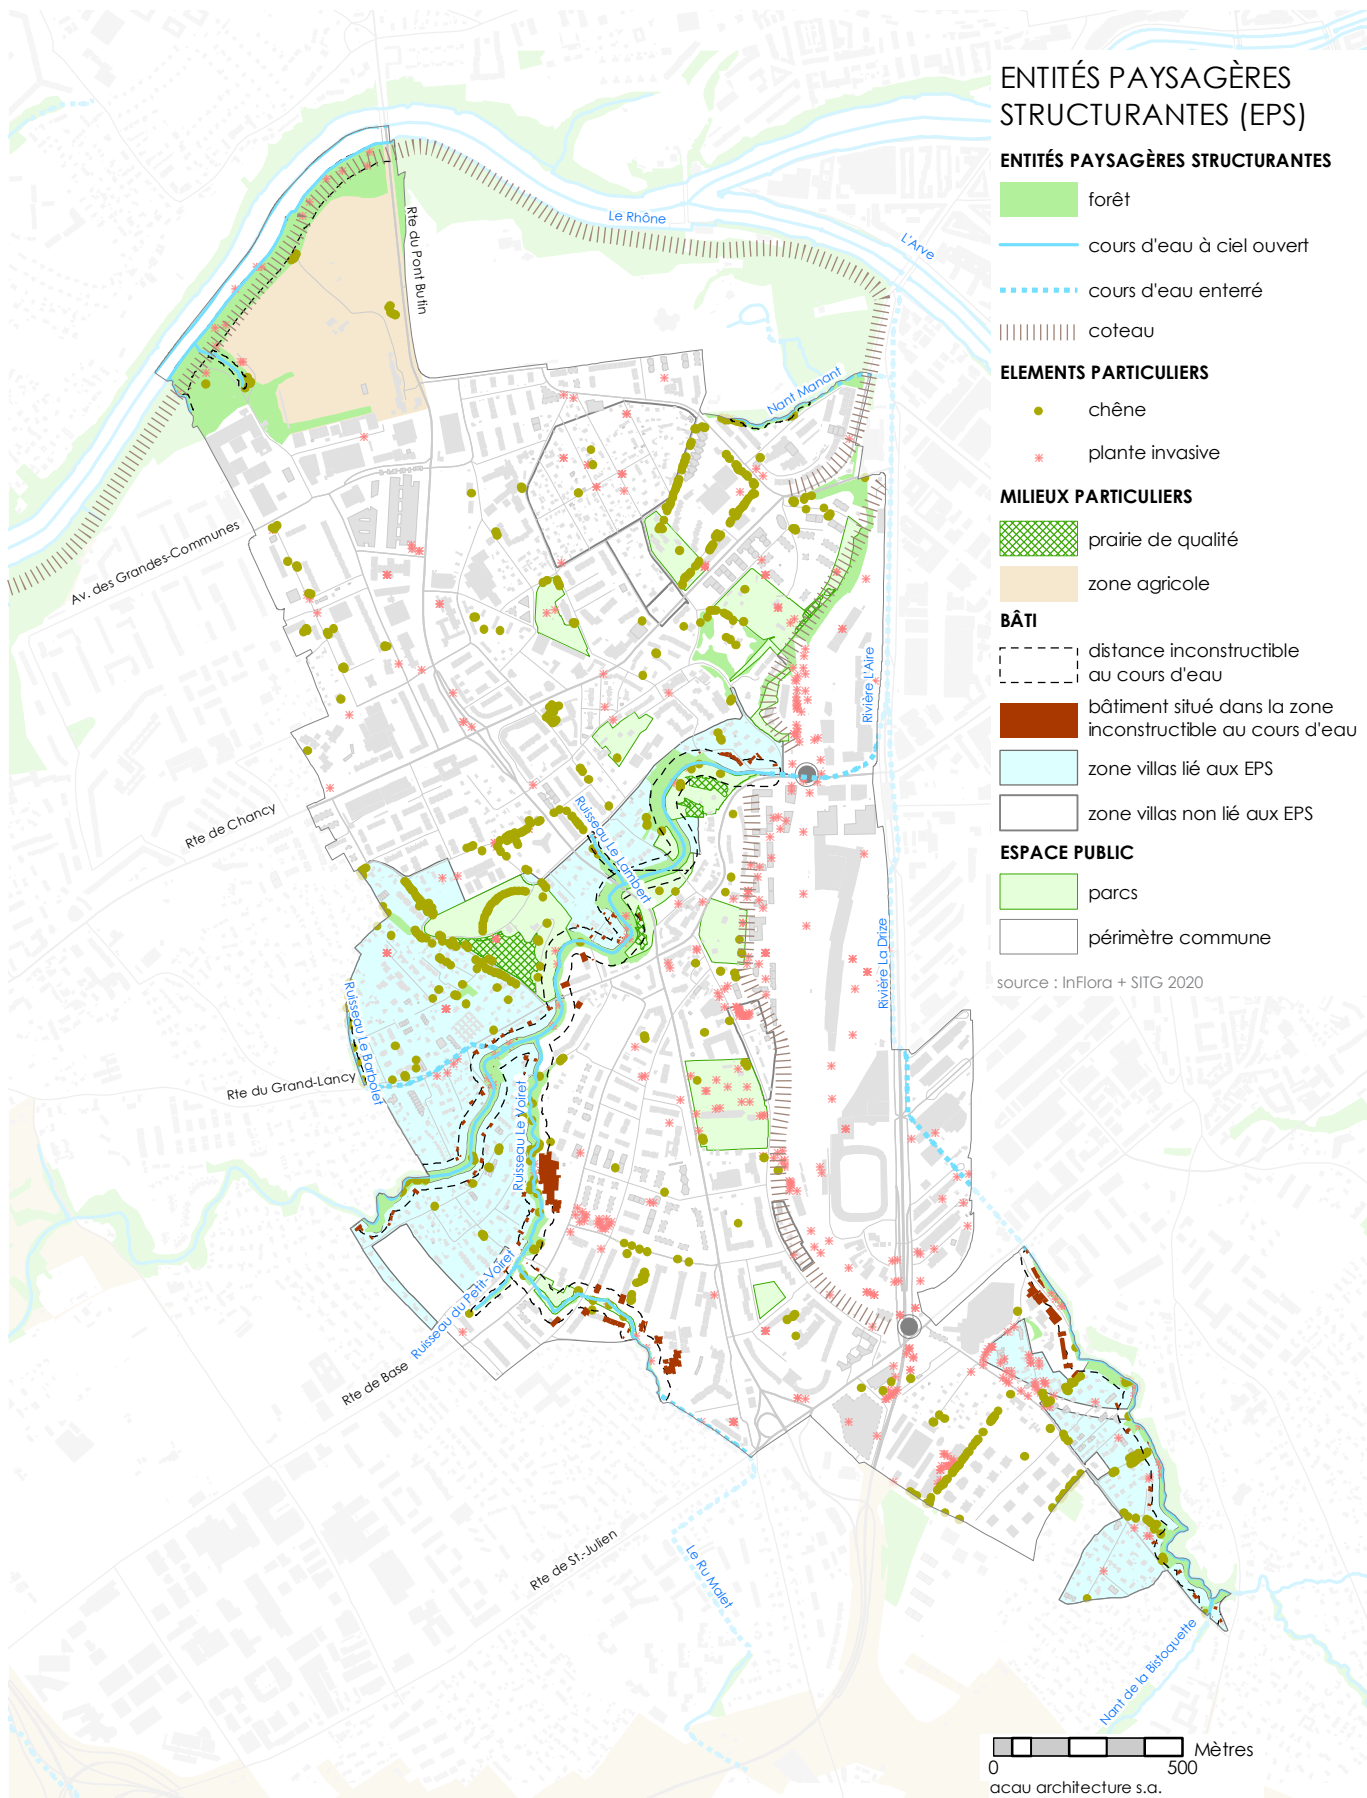 ENTITÉS PAYSAGÈRES
STRUCTURANTES (EPS)
ENTITÉS PAYSAGÈRES STRUCTURANTES
forêt
cours d'eau à ciel ouvert
cours d'eau enterré
coteau
ELEMENTS PARTICULIERS
chêne
plante invasive
MILIEUX PARTICULIERS
prairie de qualité
zone agricole
BÂTI
distance inconstructible
au cours d'eau
bâtiment situé dans la zone
inconstructible au cours d'eau
zone villas lié aux EPS
zone villas non lié aux EPS
ESPACE PUBLIC
parcs
périmètre commune
source : InFlora + SITG 2020
Le Rhône
L'Arve
Rte du Pont Butin
Nant Manant
Av. des Grandes-Communes
Rivière L'Aire
Rte de Chancy
Ruisseau Le Lambert
Rivière La Drize
Ruisseau Le Barbolet
Rte du Grand-Lancy
Ruisseau Le Voiret
Ruisseau du Petit-Voiret
Rte de Base
Rte de St.-Julien
Le Ru Malet
Nant de la Bistoquette
Mètres
0
500
acau architecture s.a.